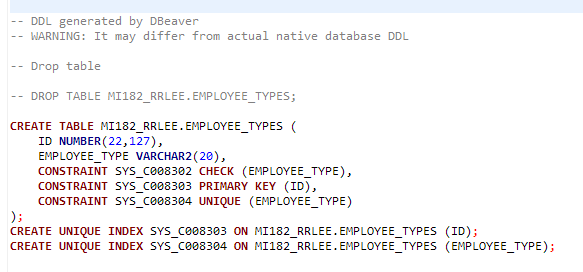 -- DDL generated by DBeaver
-- WARNING: It may differ from actual native database DDL
-- Drop table
-- DROP TABLE MI182_RRLEE.EMPLOYEE_TYPES;
CREATE TABLE MI182_RRLEE.EMPLOYEE_TYPES (
ID NUMBER(22,127),
EMPLOYEE_TYPE VARCHAR2(20),
CONSTRAINT SYS_C008302 CHECK (EMPLOYEE_TYPE),
CONSTRAINT SYS_C008303 PRIMARY KEY (ID),
CONSTRAINT SYS_C008304 UNIQUE (EMPLOYEE_TYPE)
);
CREATE UNIQUE INDEX SYS_C008303 ON MI182_RRLEE.EMPLOYEE_TYPES (ID);
CREATE UNIQUE INDEX SYS_C008304 ON MI182_RRLEE.EMPLOYEE_TYPES (EMPLOYEE_TYPE);